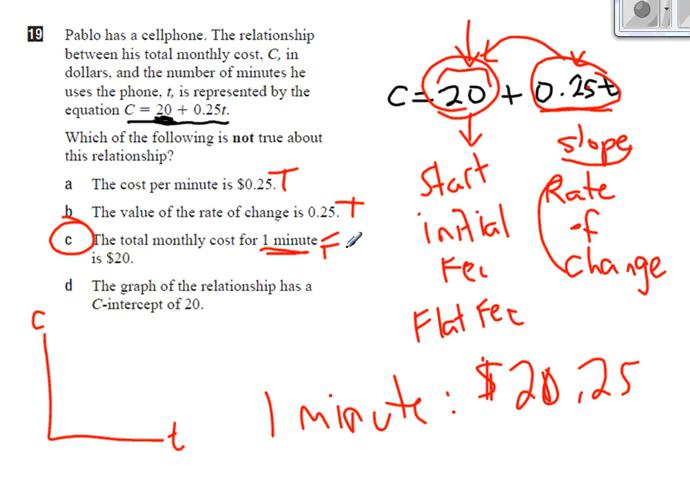 19 Pablo has a cellphone. The relationship
between his total monthly cost, C, in
dollars, and the number of minutes he
uses the phone, t, is represented by the
equation C = 20 + 0.25t.
Which of the following is not true about
this relationship?
a The cost per minute is $0.25. T
b The value of the rate of change is 0.25. T
c The total monthly cost for 1 minute F
is $20.
d The graph of the relationship has a
C-intercept of 20.
C
t
C = 20 + 0.25t
Start
initial
Fee
Flat Fee
slope
Rate
of
change
1 minute: $20.25